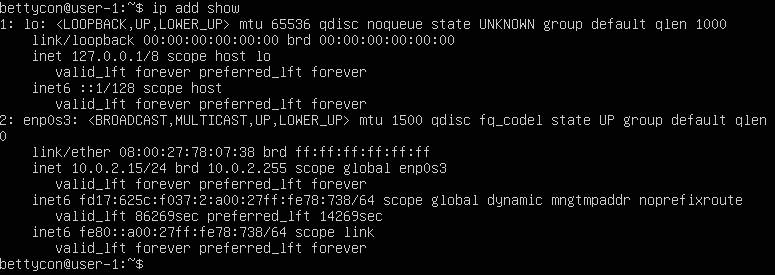 bettycon@user-1:~$ ip add show
1: lo: <LOOPBACK,UP,LOWER_UP> mtu 65536 qdisc noqueue state UNKNOWN group default qlen 1000
    link/loopback 00:00:00:00:00:00 brd 00:00:00:00:00:00
    inet 127.0.0.1/8 scope host lo
       valid_lft forever preferred_lft forever
    inet6 ::1/128 scope host
       valid_lft forever preferred_lft forever
2: enp0s3: <BROADCAST,MULTICAST,UP,LOWER_UP> mtu 1500 qdisc fq_codel state UP group default qlen
0
    link/ether 08:00:27:78:07:38 brd ff:ff:ff:ff:ff:ff
    inet 10.0.2.15/24 brd 10.0.2.255 scope global enp0s3
       valid_lft forever preferred_lft forever
    inet6 fd17:625c:f037:2:a00:27ff:fe78:738/64 scope global dynamic mngtmpaddr noprefixroute
       valid_lft 86269sec preferred_lft 14269sec
    inet6 fe80::a00:27ff:fe78:738/64 scope link
       valid_lft forever preferred_lft forever
bettycon@user-1:~$